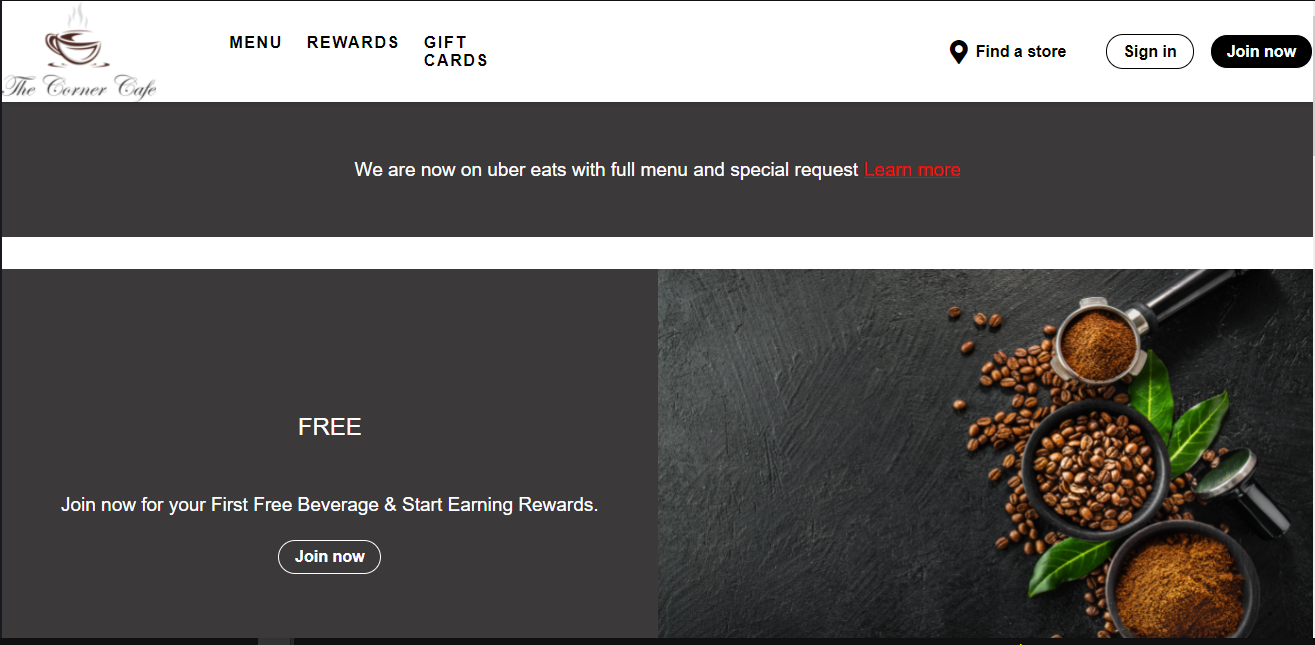 The Corner Cafe
MENU REWARDS GIFT
CARDS
Find a store
Sign in
Join now
We are now on uber eats with full menu and special request Learn more
FREE
Join now for your First Free Beverage & Start Earning Rewards.
Join now